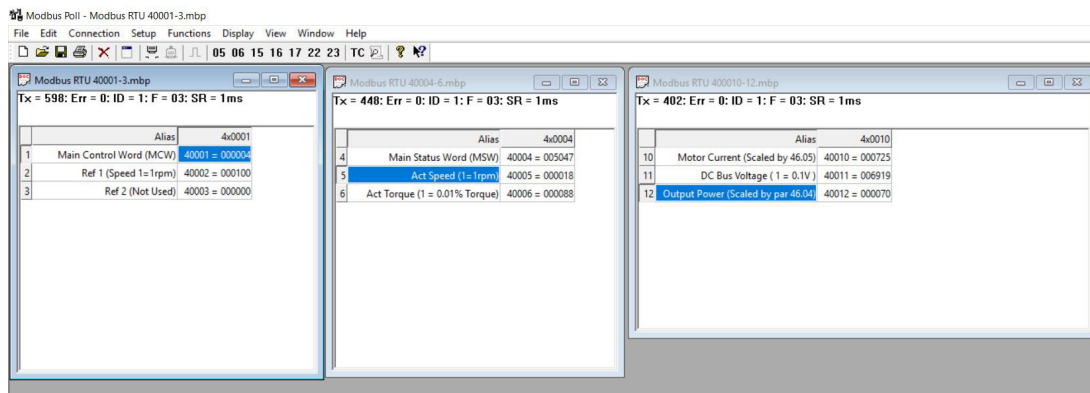 Modbus Poll - Modbus RTU 40001-3.mbp
File Edit Connection Setup Functions Display View Window Help
05 06 15 16 17 22 23 TC
Modbus RTU 40001-3.mbp
Tx = 598: Err = 0: ID = 1: F = 03: SR = 1ms
Alias 4x0001
1 Main Control Word (MCW) 40001 = 000004
2 Ref 1 (Speed 1=1rpm) 40002 = 000100
3 Ref 2 (Not Used) 40003 = 000000
Modbus RTU 40004-6.mbp
Tx = 448: Err = 0: ID = 1: F = 03: SR = 1ms
Alias 4x0004
4 Main Status Word (MSW) 40004 = 005047
5 Act Speed (1=1rpm) 40005 = 000018
6 Act Torque (1 = 0.01% Torque) 40006 = 000088
Modbus RTU 400010-12.mbp
Tx = 402: Err = 0: ID = 1: F = 03: SR = 1ms
Alias 4x0010
10 Motor Current (Scaled by 46.05) 40010 = 000725
11 DC Bus Voltage ( 1 = 0.1V ) 40011 = 006919
12 Output Power (Scaled by par 46.04) 40012 = 000070